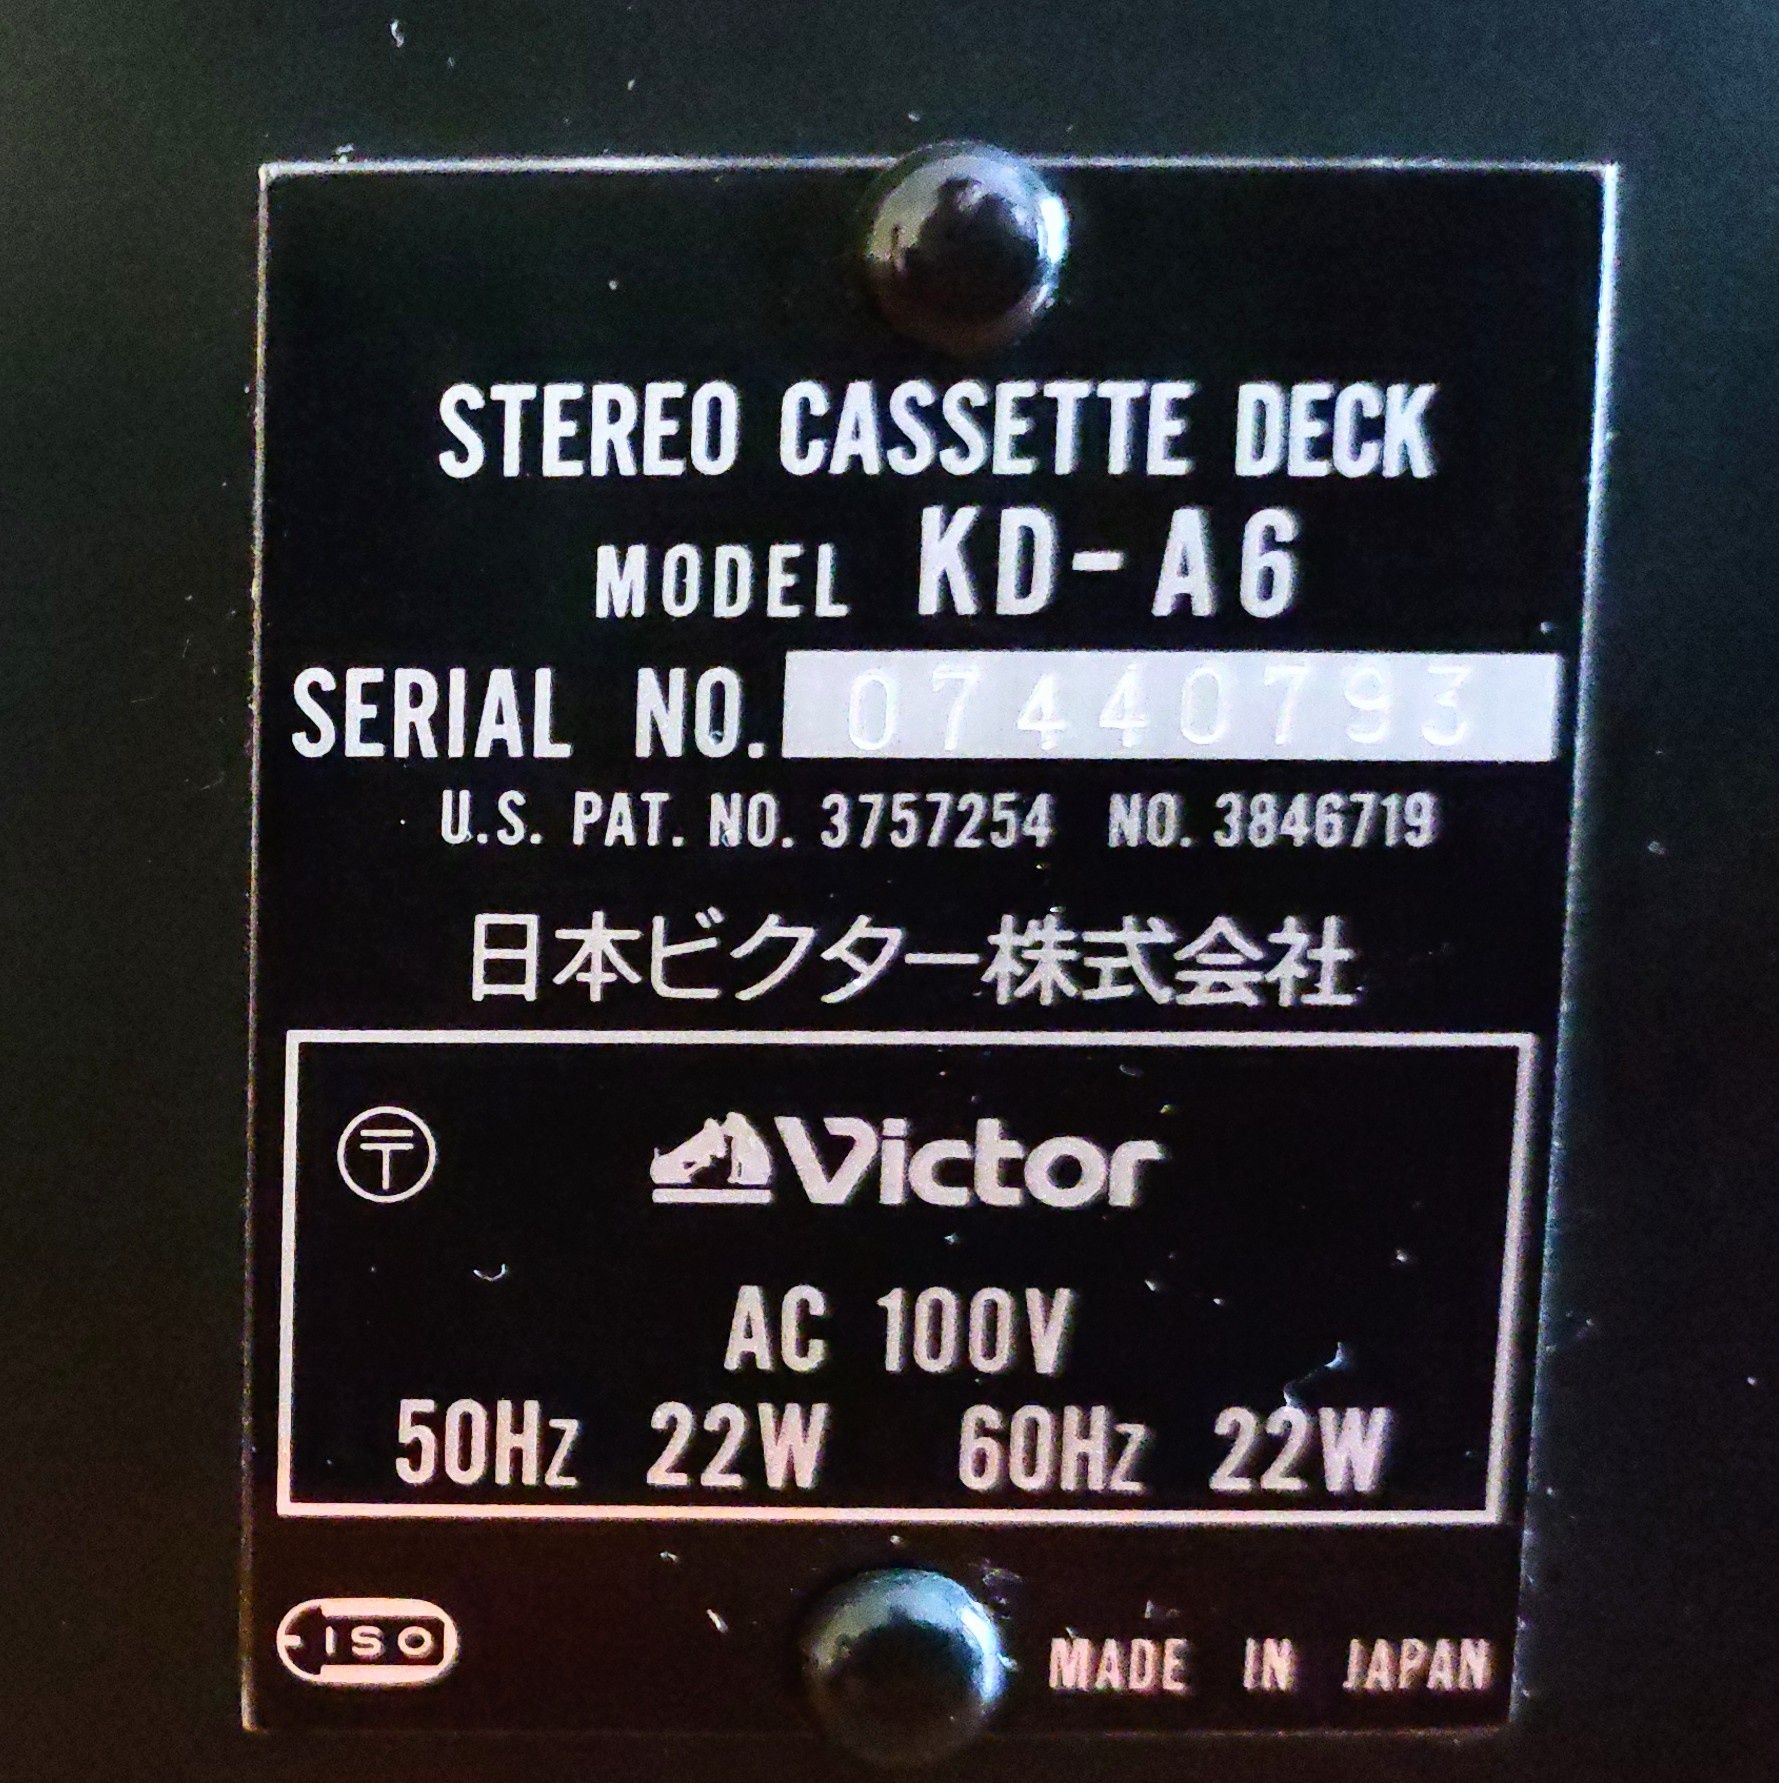 STEREO CASSETTE DECK
MODEL KD-A6
SERIAL NO. 07440793
U.S. PAT. NO. 3757254 NO. 3846719
日本ビクター株式会社
〒 Victor
AC 100V
50Hz 22W 60Hz 22W
ISO MADE IN JAPAN